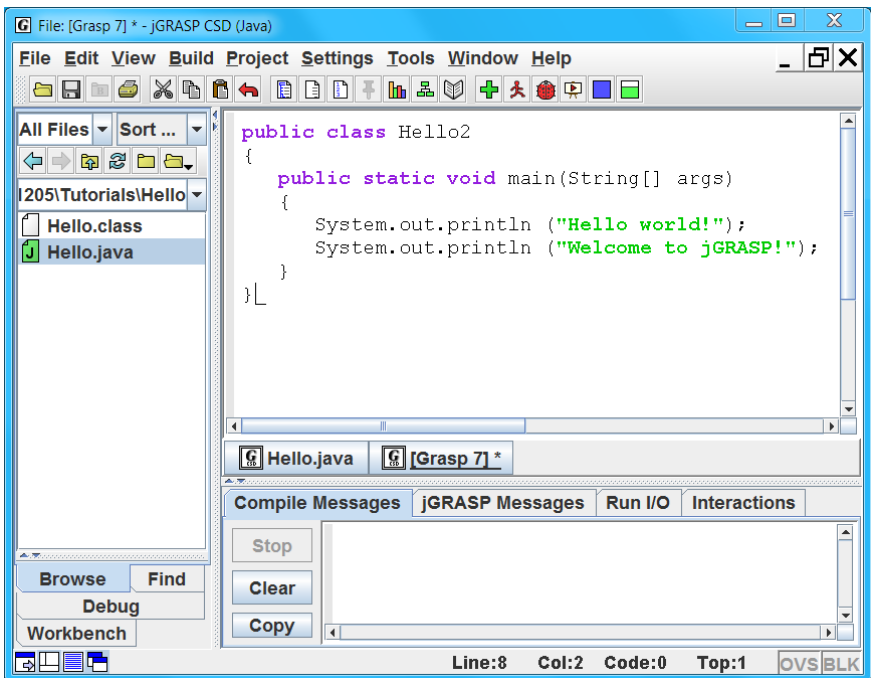 File: [Grasp 7] * - jGRASP CSD (Java)
File Edit View Build Project Settings Tools Window Help
All Files Sort ...
1205\Tutorials\Hello
Hello.class
Hello.java
public class Hello2
{
public static void main(String[] args)
{
System.out.println ("Hello world!");
System.out.println ("Welcome to jGRASP!");
}
}
Hello.java [Grasp 7] *
Compile Messages jGRASP Messages Run I/O Interactions
Stop
Clear
Copy
Browse Find
Debug
Workbench
Line:8 Col:2 Code:0 Top:1 OVS BLK